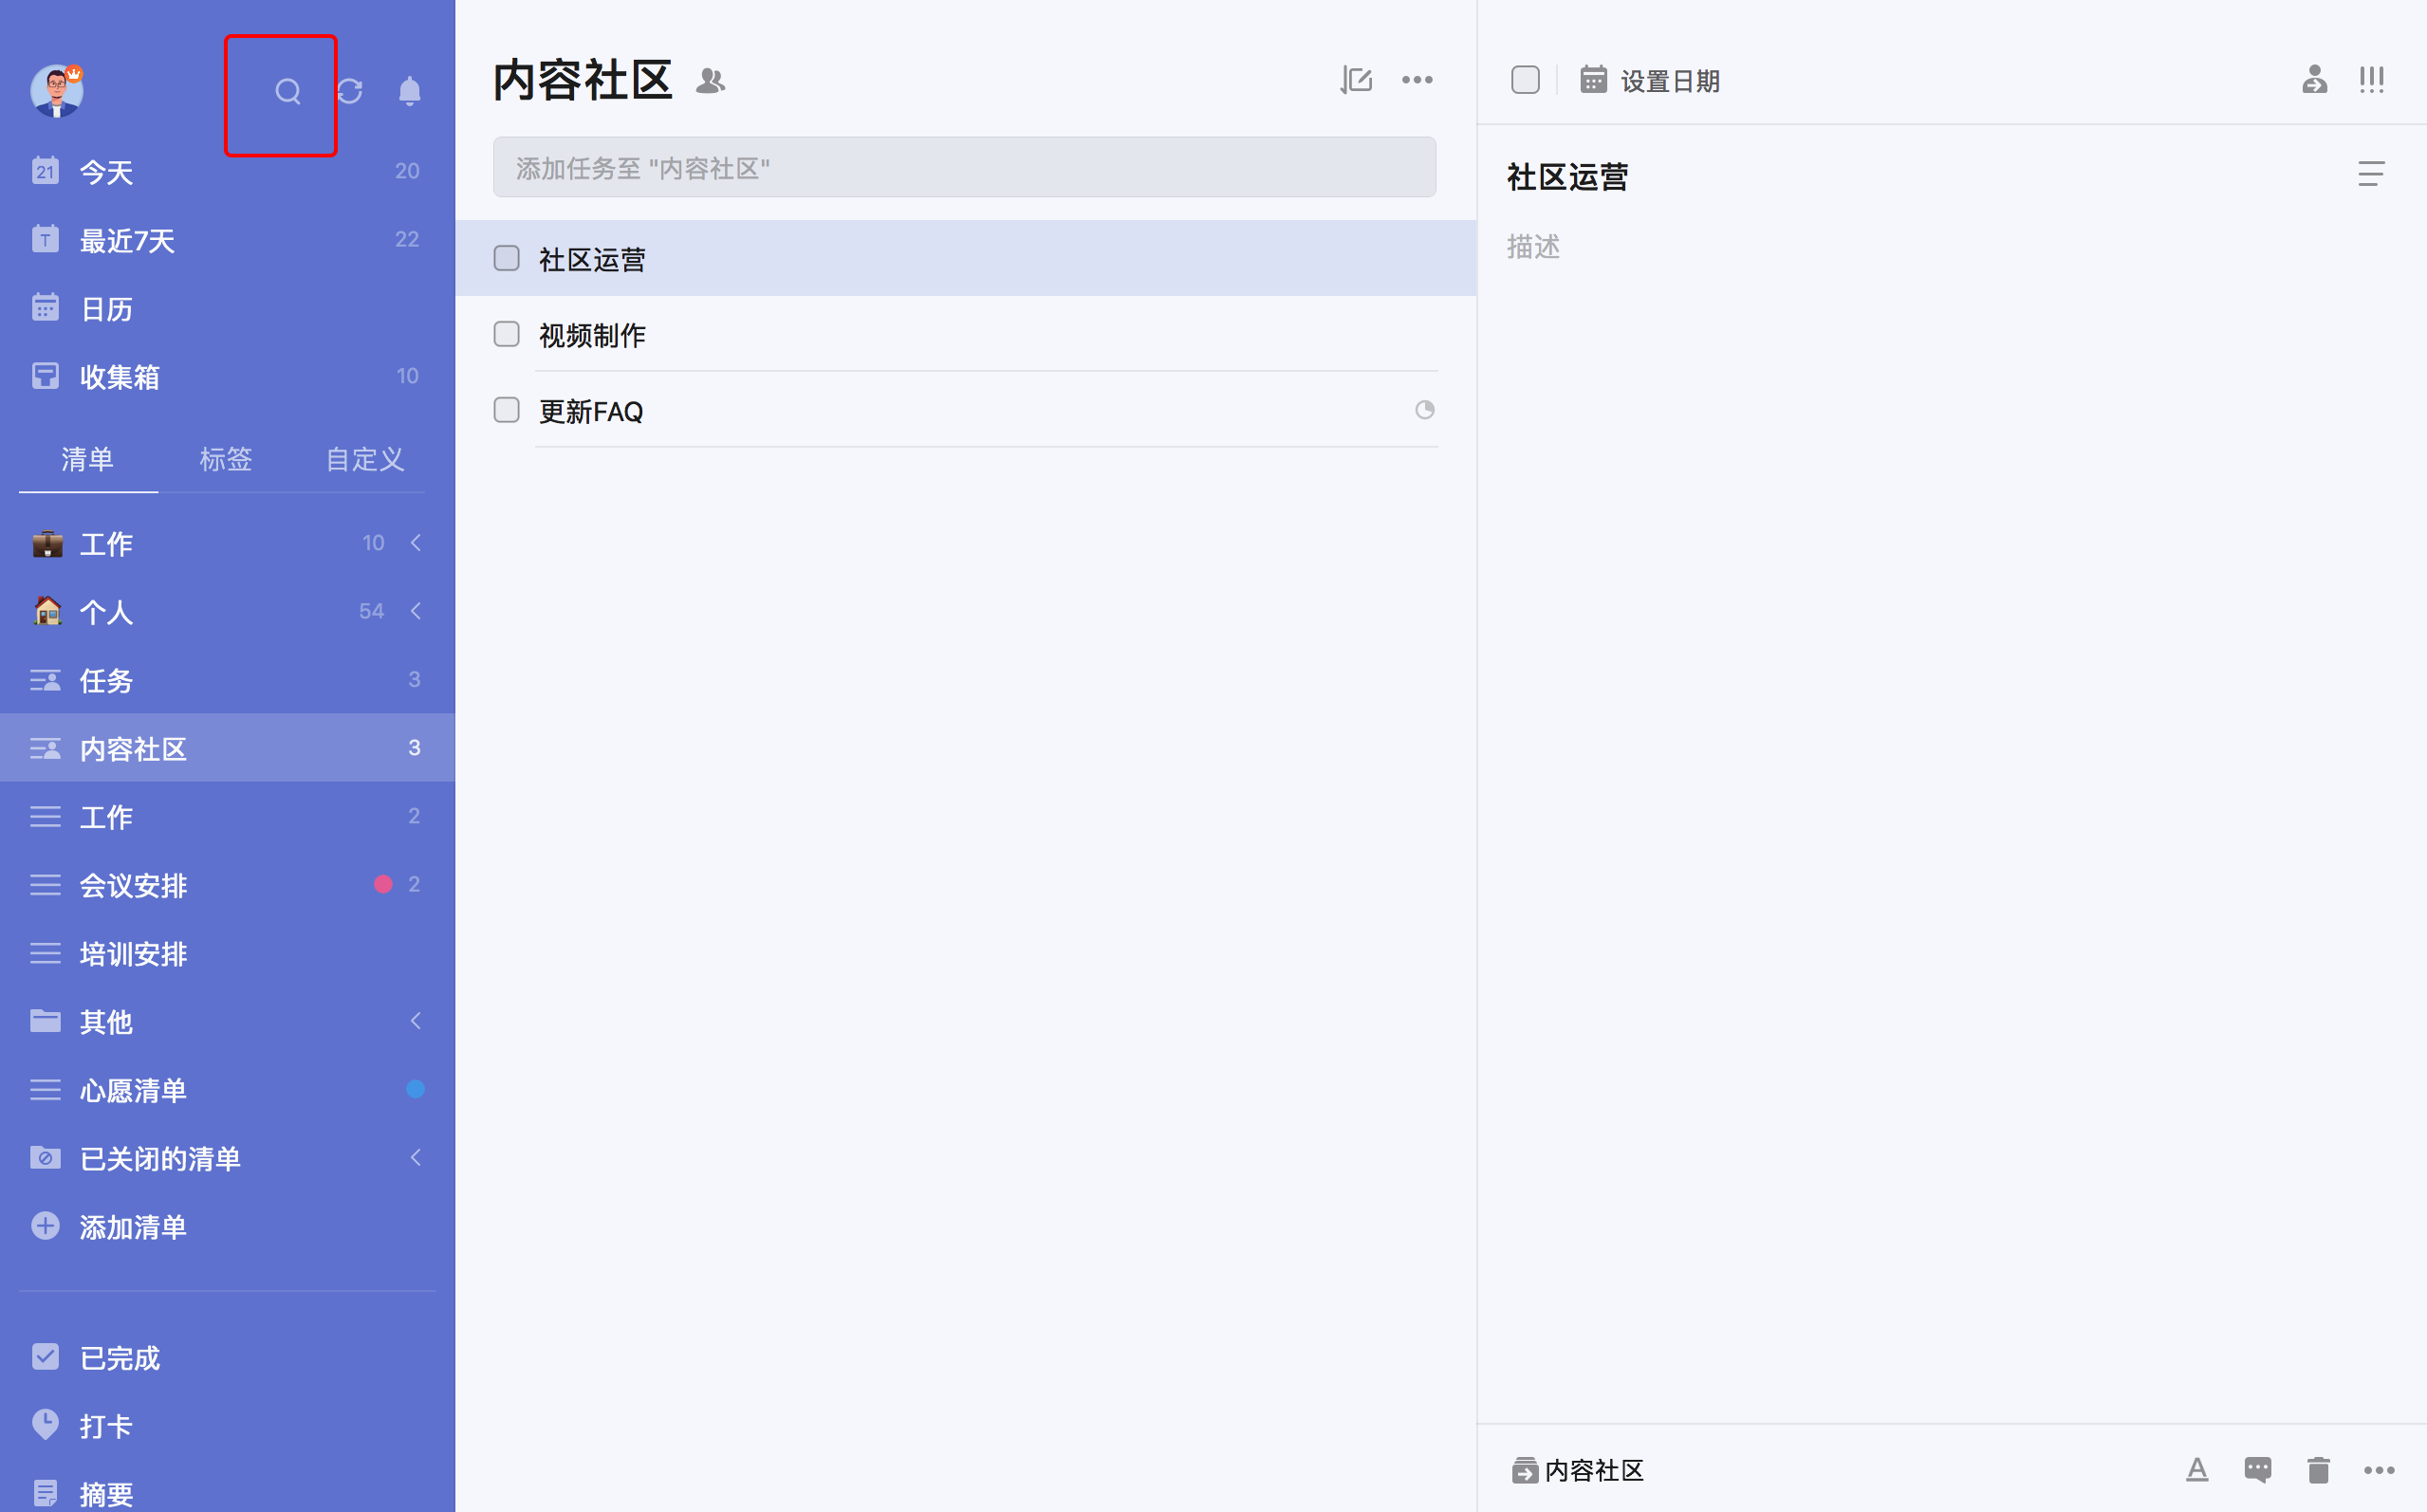 21 今天 20
T 最近7天 22
日历
收集箱 10
清单 标签 自定义
工作 10
个人 54
任务 3
内容社区 3
工作 2
会议安排 2
培训安排
其他
心愿清单
已关闭的清单
添加清单
已完成
打卡
摘要
内容社区
添加任务至 "内容社区"
社区运营
视频制作
更新FAQ
设置日期
社区运营
描述
内容社区 A